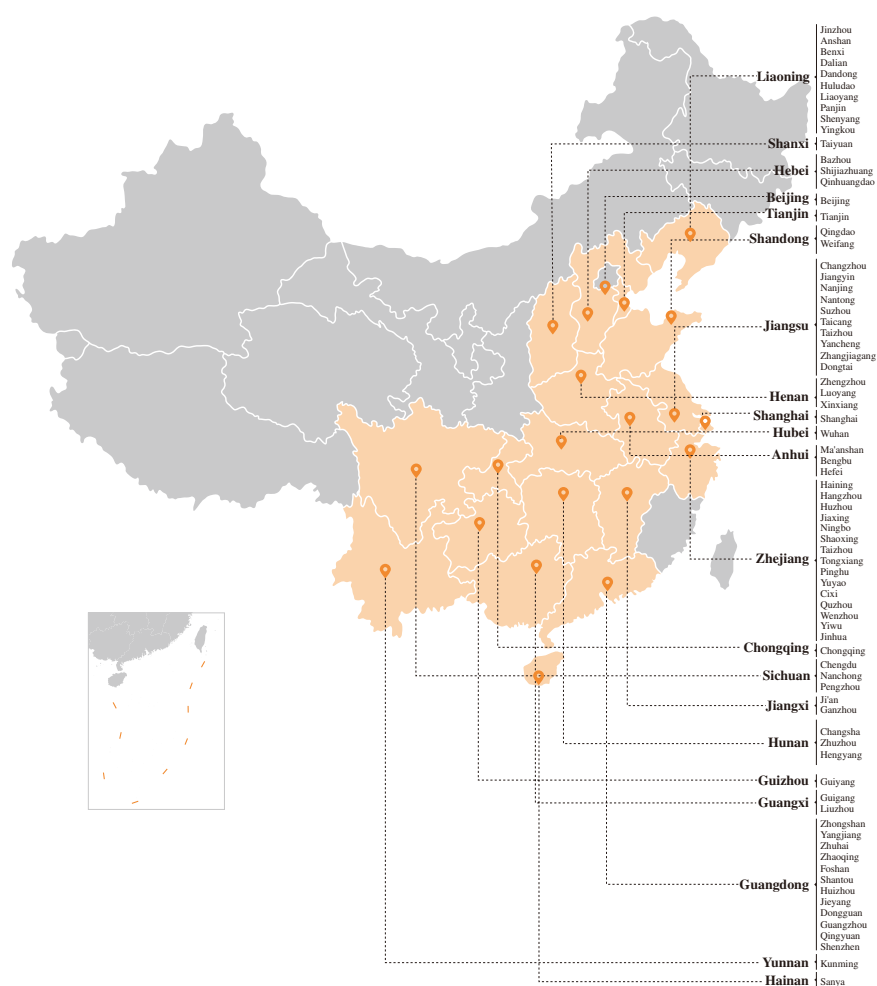 Liaoning
Jinzhou
Anshan
Benxi
Dalian
Dandong
Huludao
Liaoyang
Panjin
Shenyang
Yingkou
Shanxi
Taiyuan
Hebei
Bazhou
Shijiazhuang
Qinhuangdao
Beijing
Beijing
Tianjin
Tianjin
Shandong
Qingdao
Weifang
Jiangsu
Changzhou
Jiangyin
Nanjing
Nantong
Suzhou
Taicang
Taizhou
Yancheng
Zhangjiagang
Dongtai
Henan
Zhengzhou
Luoyang
Xinxiang
Shanghai
Shanghai
Hubei
Wuhan
Anhui
Ma'anshan
Bengbu
Hefei
Zhejiang
Haining
Hangzhou
Huzhou
Jiaxing
Ningbo
Shaoxing
Taizhou
Tongxiang
Pinghu
Yuyao
Cixi
Quzhou
Wenzhou
Yiwu
Jinhua
Chongqing
Chongqing
Sichuan
Chengdu
Nanchong
Pengzhou
Jiangxi
Ji'an
Ganzhou
Hunan
Changsha
Zhuzhou
Hengyang
Guizhou
Guiyang
Guangxi
Guigang
Liuzhou
Guangdong
Zhongshan
Yangjiang
Zhuhai
Zhaoqing
Foshan
Shantou
Huizhou
Jieyang
Dongguan
Guangzhou
Qingyuan
Shenzhen
Yunnan
Kunming
Hainan
Sanya